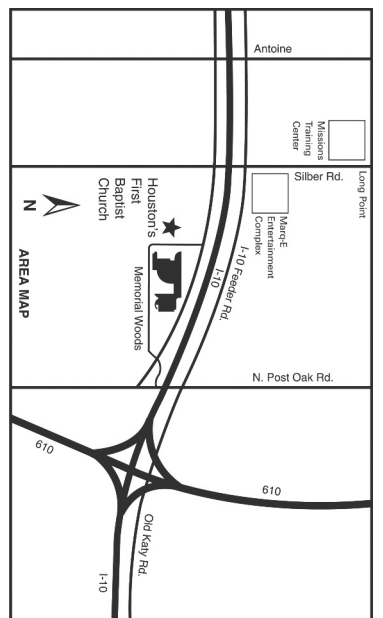 Antoine
Missions
Training
Center
Long Point
Silber Rd.
Marq-E
Entertainment
Complex
I-10 Feeder Rd.
I-10
Houston's
First
Baptist
Church
Memorial Woods
N
AREA MAP
N. Post Oak Rd.
610
610
Old Katy Rd.
I-10